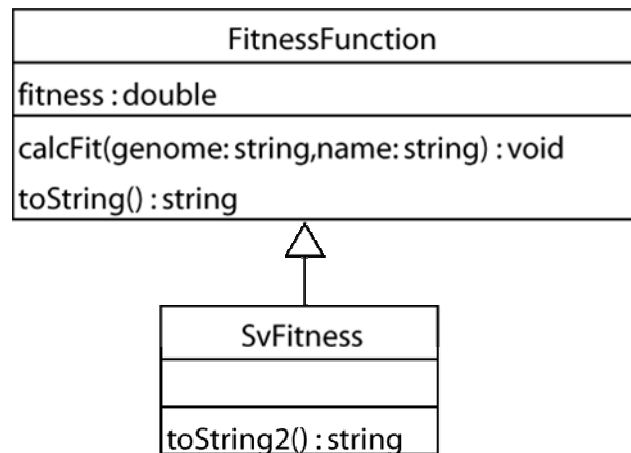 FitnessFunction
fitness : double
calcFit(genome: string,name: string) : void
toString() : string
SvFitness
toString2() : string